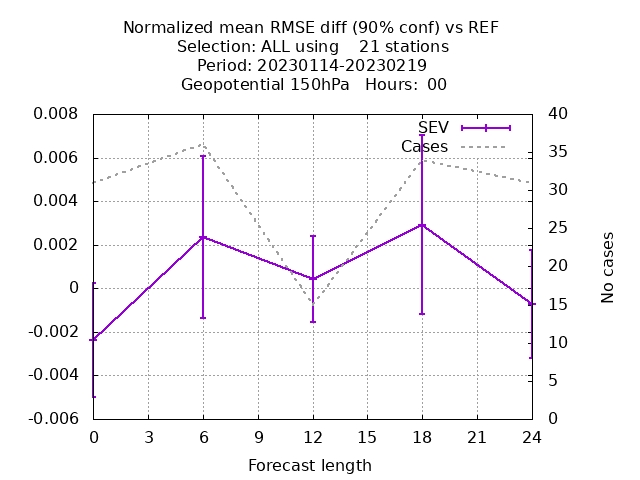 Normalized mean RMSE diff (90% conf) vs REF
Selection: ALL using    21 stations
Period: 20230114-20230219
Geopotential 150hPa   Hours:  00
SEV
Cases
0.008
0.006
0.004
0.002
0
-0.002
-0.004
-0.006
40
35
30
25
20
15
10
5
0
No cases
0 3 6 9 12 15 18 21 24
Forecast length